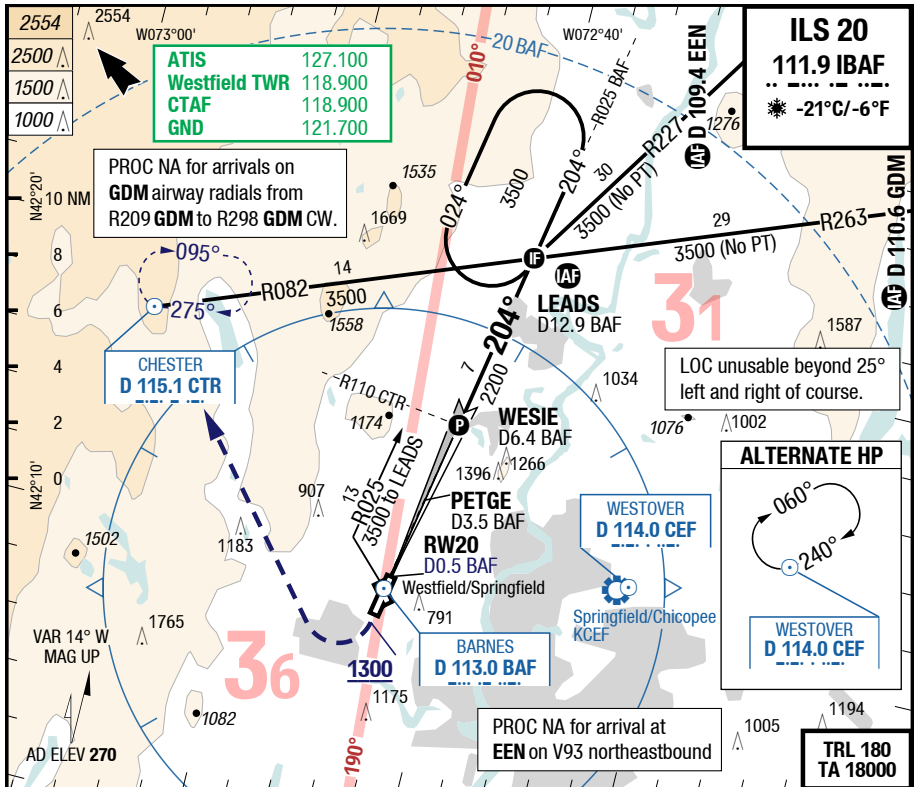 2554
2500
1500
1000
2554
W073°00'
W072°40'
20 BAF
ATIS 127.100
Westfield TWR 118.900
CTAF 118.900
GND 121.700
010°
R025 BAF
IAF D 109.4 EEN
ILS 20
111.9 IBAF
-21°C/-6°F
1276
PROC NA for arrivals on
GDM airway radials from
R209 GDM to R298 GDM CW.
N42°20'
10 NM
8
6
4
2
0
N42°10'
1535
1669
024°
3500
204°
30
R227
3500 (No PT)
29
3500 (No PT)
R263
IAF D 110.6 GDM
095°
275°
14
R082
3500
1558
IF
IAF
LEADS
D12.9 BAF
31
1587
CHESTER
D 115.1 CTR
204°
7
2200
R110 CTR
1174
P
WESIE
D6.4 BAF
1034
LOC unusable beyond 25°
left and right of course.
1076
1002
1396
1266
PETGE
D3.5 BAF
13
R025
3500 to LEADS
907
1183
1502
RW20
D0.5 BAF
Westfield/Springfield
WESTOVER
D 114.0 CEF
Springfield/Chicopee
KCEF
ALTERNATE HP
060°
240°
WESTOVER
D 114.0 CEF
791
1765
VAR 14° W
MAG UP
36
1300
BARNES
D 113.0 BAF
1082
1175
AD ELEV 270
190°
PROC NA for arrival at
EEN on V93 northeastbound
1005
1194
TRL 180
TA 18000